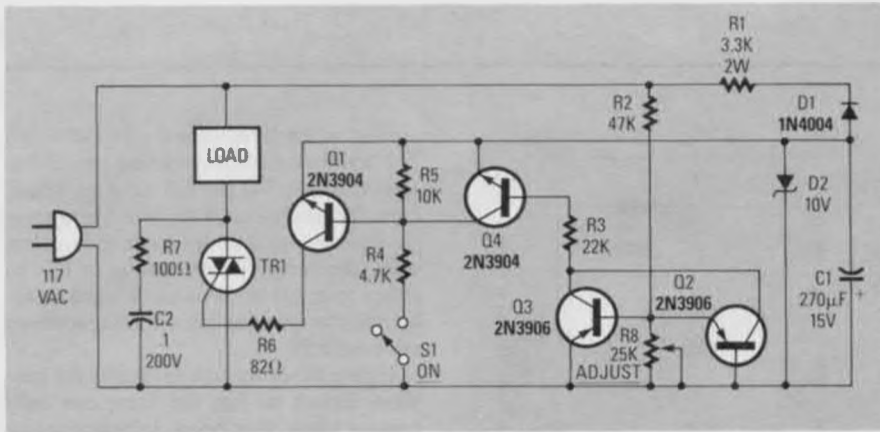 R1
3.3K
2W
R2
47K
D1
1N4004
LOAD
Q1
2N3904
R5
10K
D2
10V
R3
22K
Q4
2N3904
R7
100Ω
TR1
R4
4.7K
117
VAC
Q2
2N3906
C1
270µF
15V
+
Q3
2N3906
C2
.1
200V
R6
82Ω
S1
ON
R8
25K
ADJUST